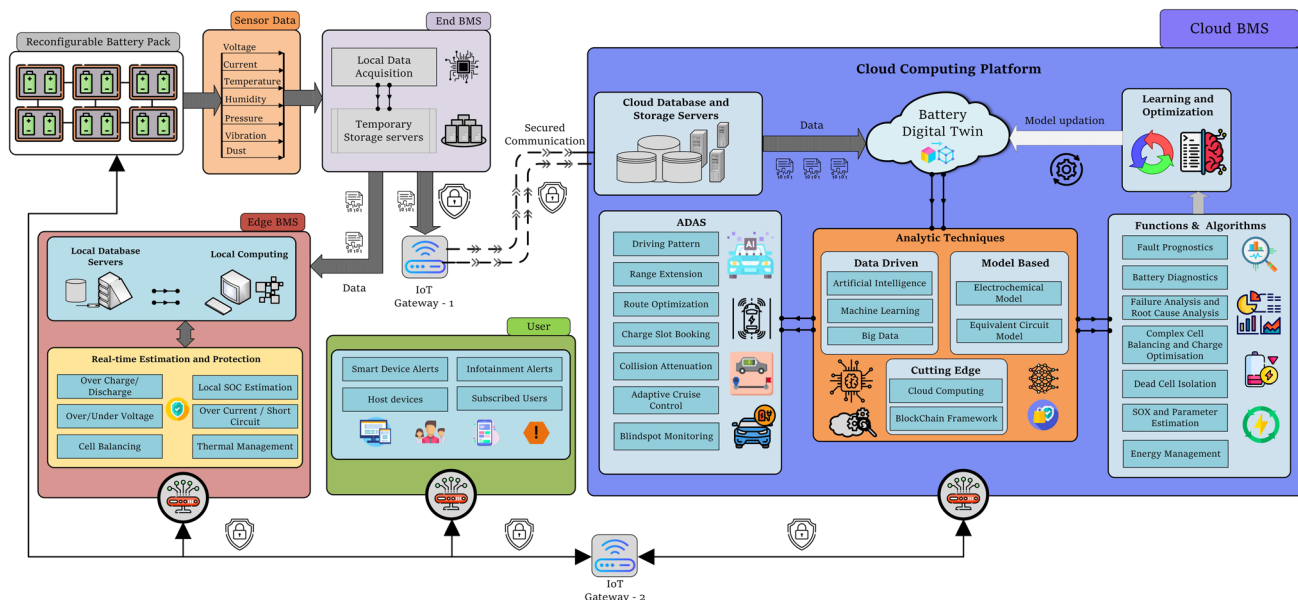 Reconfigurable Battery Pack
Sensor Data
Voltage
Current
Temperature
Humidity
Pressure
Vibration
Dust
End BMS
Local Data
Acquisition
Temporary
Storage servers
Secured
Communication
Data
IoT
Gateway - 1
Edge BMS
Local Database
Servers
Local Computing
Real-time Estimation and Protection
Over Charge/
Discharge
Local SOC Estimation
Over/Under Voltage
Over Current / Short
Circuit
Cell Balancing
Thermal Management
User
Smart Device Alerts
Infotainment Alerts
Host devices
Subscribed Users
Cloud BMS
Cloud Computing Platform
Cloud Database and
Storage Servers
Data
Battery
Digital Twin
Model updation
Learning and
Optimization
ADAS
Driving Pattern
Range Extension
Route Optimization
Charge Slot Booking
Collision Attenuation
Adaptive Cruise
Control
Blindspot Monitoring
AI
Analytic Techniques
Data Driven
Artificial Intelligence
Machine Learning
Big Data
Model Based
Electrochemical
Model
Equivalent Circuit
Model
Cutting Edge
Cloud Computing
BlockChain Framework
Functions & Algorithms
Fault Prognostics
Battery Diagnostics
Failure Analysis and
Root Cause Analysis
Complex Cell
Balancing and Charge
Optimisation
Dead Cell Isolation
SOX and Parameter
Estimation
Energy Management
IoT
Gateway - 2